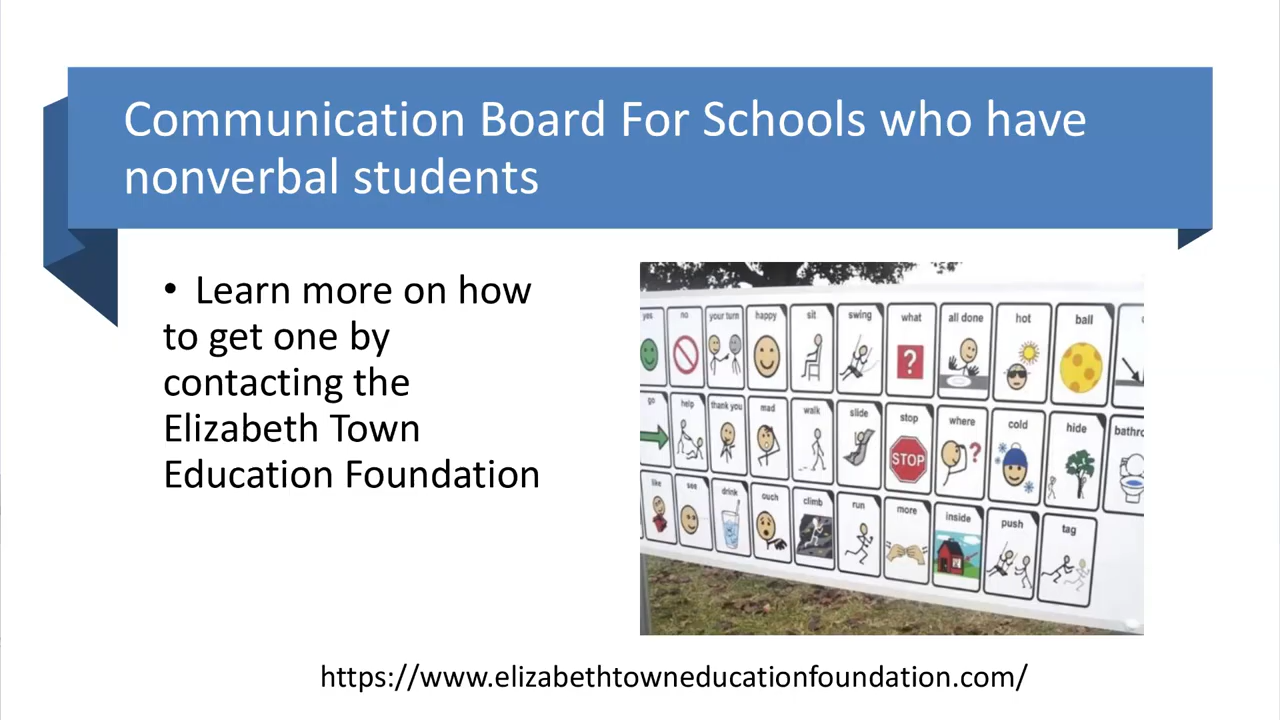 Communication Board For Schools who have
nonverbal students
• Learn more on how
to get one by
contacting the
Elizabeth Town
Education Foundation
yes no your turn happy sit swing what all done hot ball
go help thank you mad walk slide stop where cold hide
STOP
like see drink ouch climb run more inside push tag
https://www.elizabethtowneducationfoundation.com/